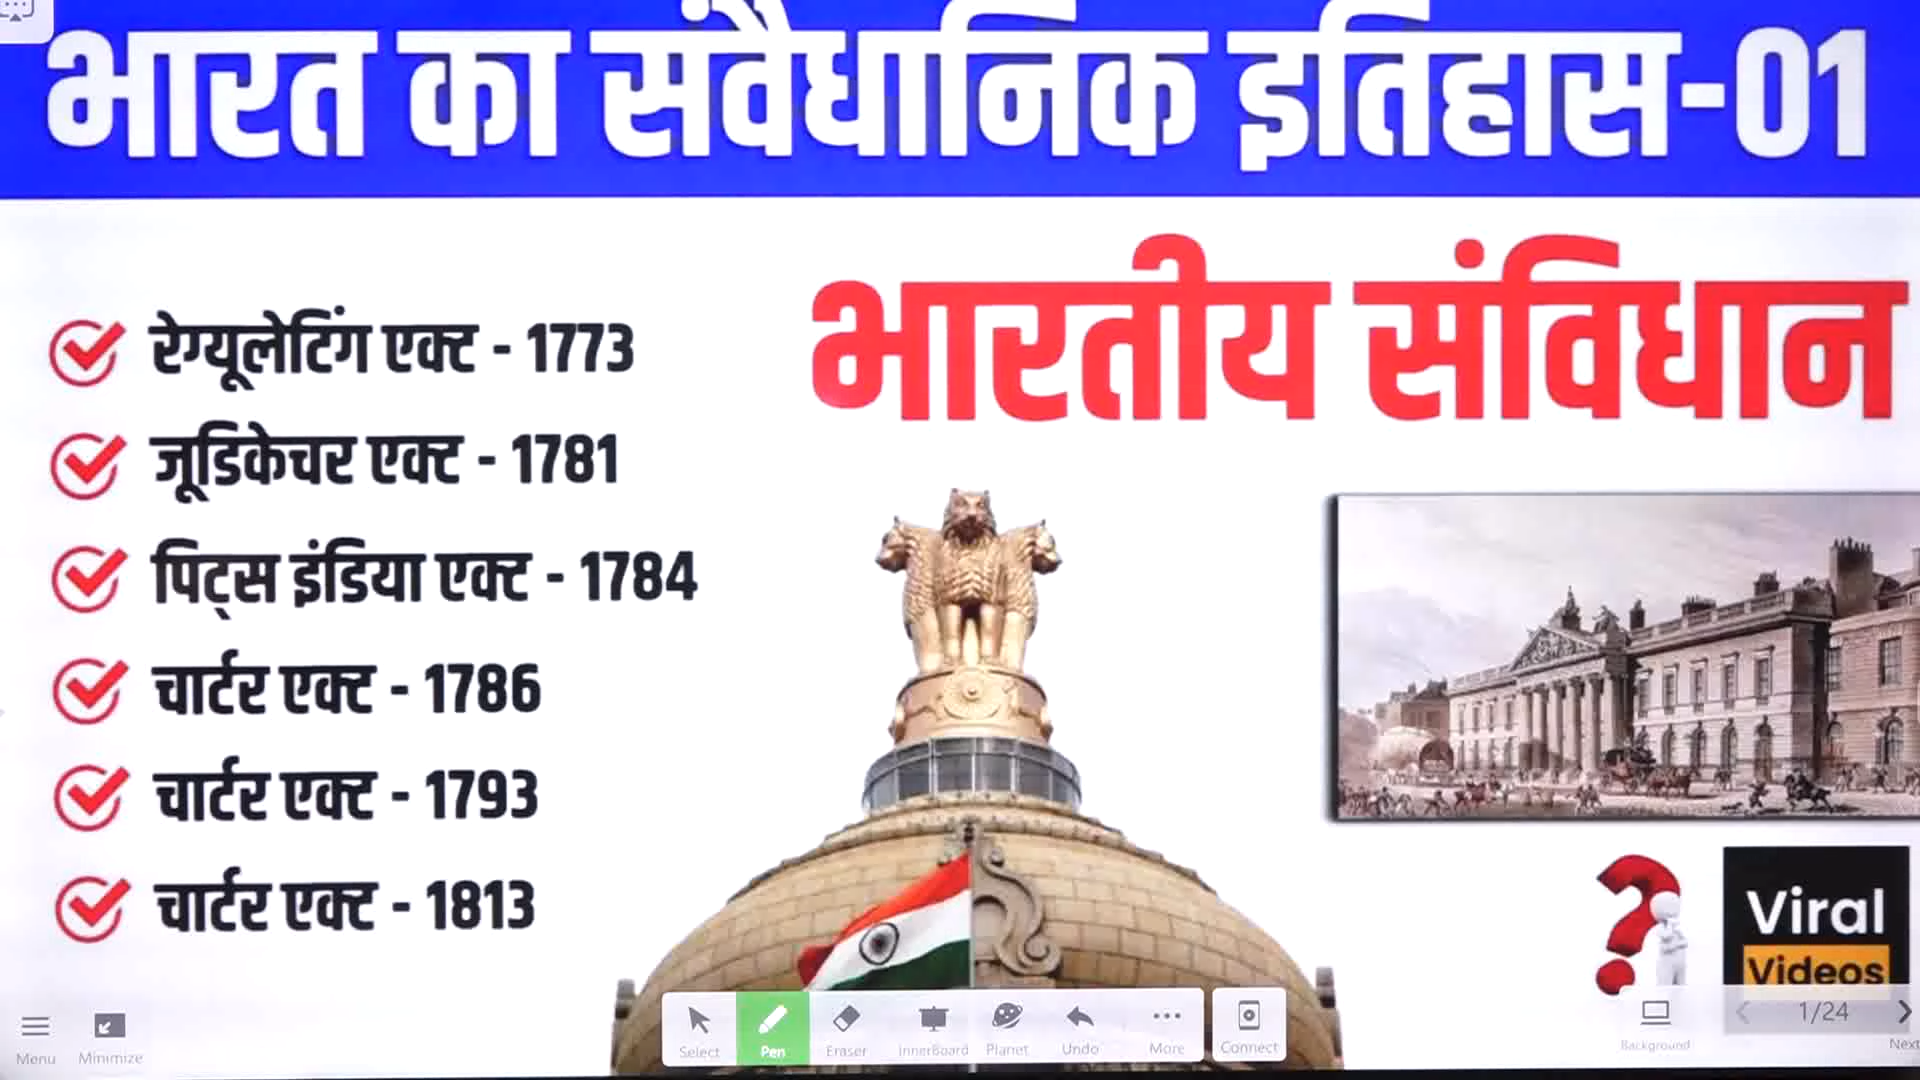 भारत का संवैधानिक इतिहास-01
भारतीय संविधान
रेग्यूलेटिंग एक्ट - 1773
जूडिकेचर एक्ट - 1781
पिट्स इंडिया एक्ट - 1784
चार्टर एक्ट - 1786
चार्टर एक्ट - 1793
चार्टर एक्ट - 1813
Viral
Videos
Menu
Minimize
Select
Pen
Eraser
InnerBoard
Planet
Undo
More
Connect
Background
1/24
Next